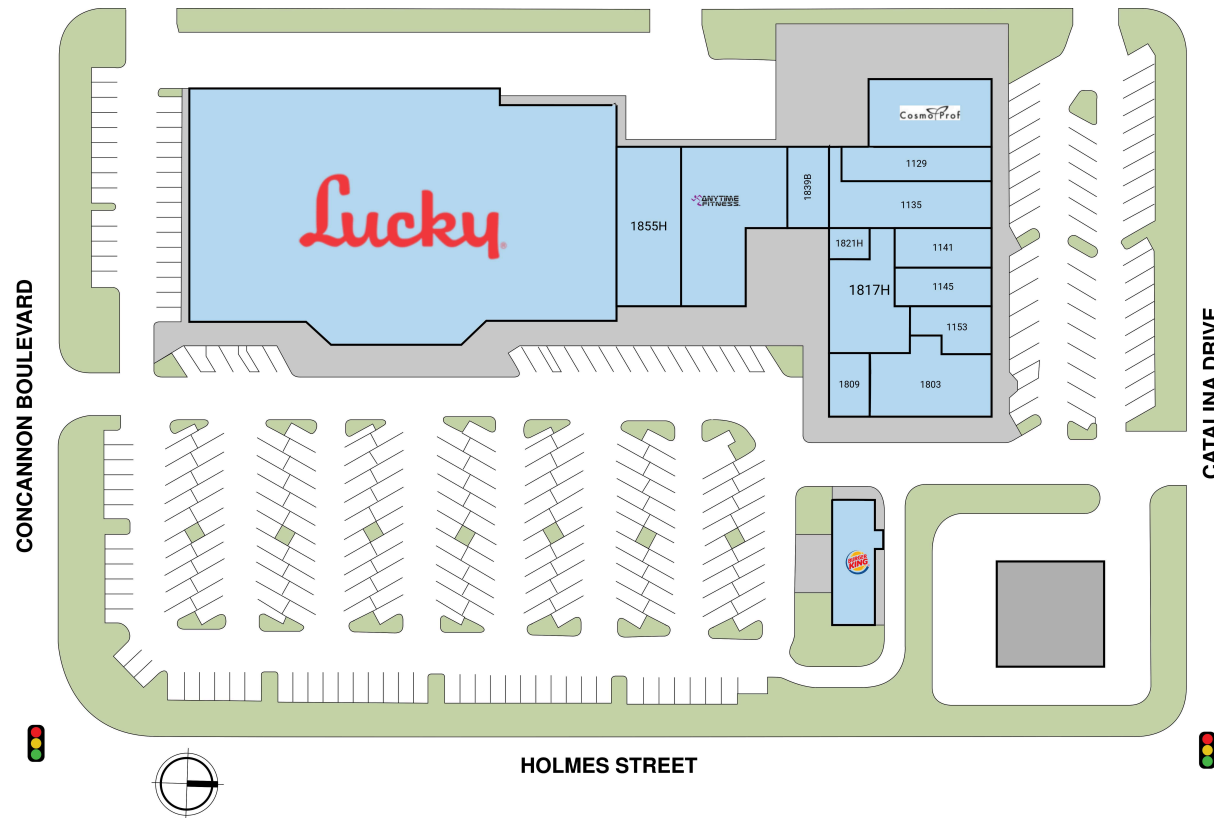 CosmoProf
1129
Lucky
ANYTIME
FITNESS
1839B
1135
1855H
1821H
1141
1817H
1145
1153
1809
1803
CONCANNON BOULEVARD
CATALINA DRIVE
BURGER
KING
HOLMES STREET